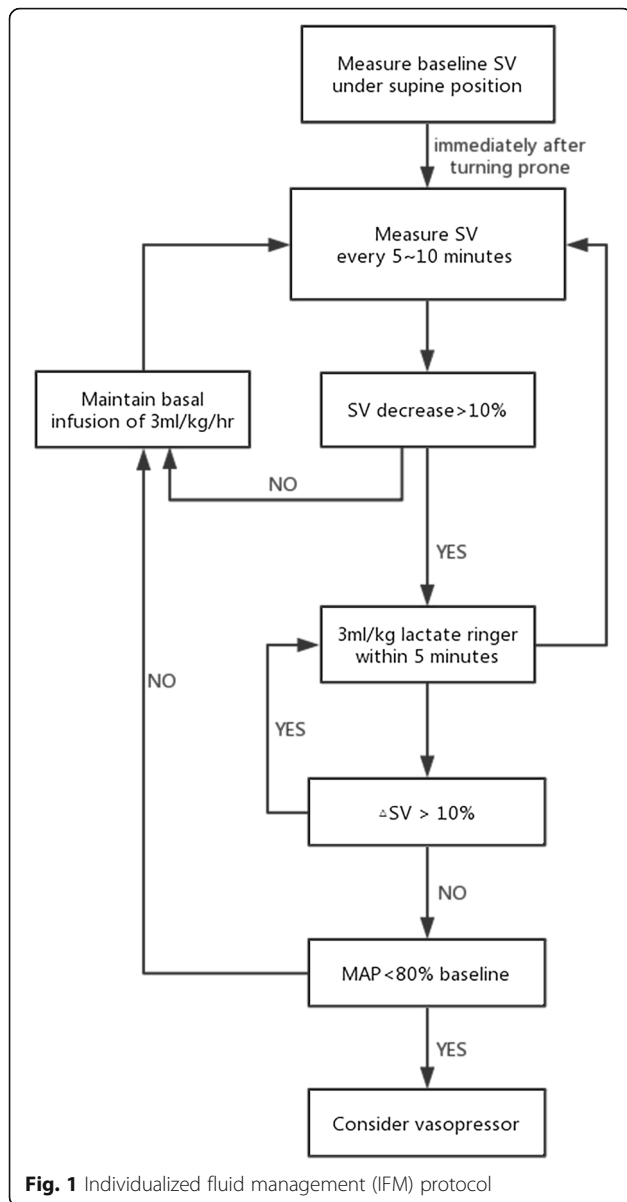 Measure baseline SV
under supine position
immediately after
turning prone
Measure SV
every 5~10 minutes
Maintain basal
infusion of 3ml/kg/hr
SV decrease>10%
NO
YES
3ml/kg lactate ringer
within 5 minutes
NO
YES
△SV > 10%
NO
MAP<80% baseline
YES
Consider vasopressor
Fig. 1 Individualized fluid management (IFM) protocol